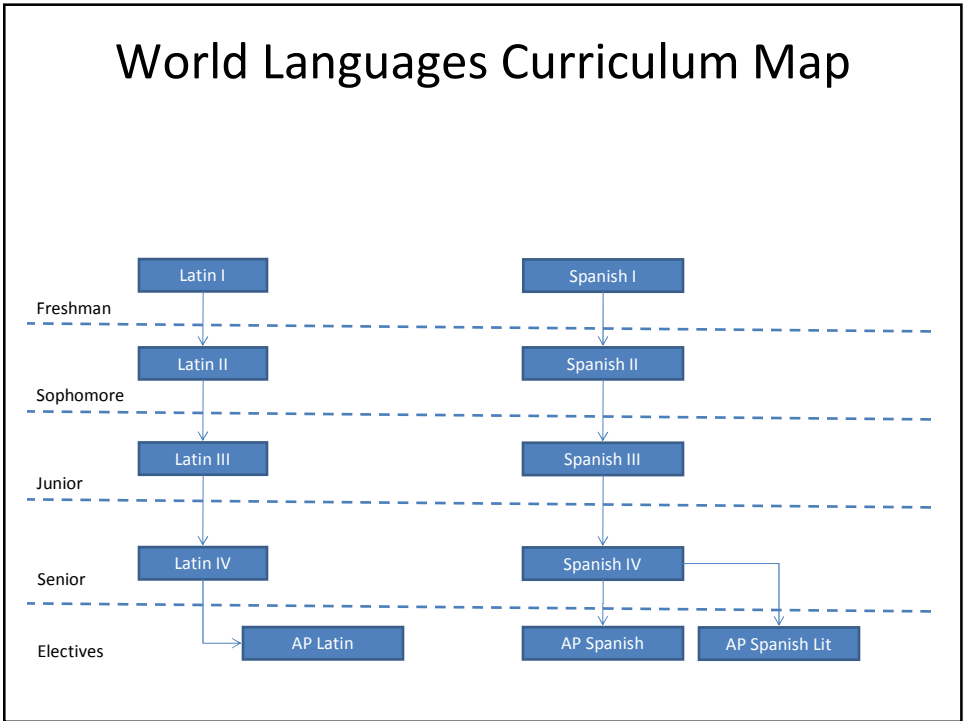 World Languages Curriculum Map
Latin I
Spanish I
Freshman
Latin II
Spanish II
Sophomore
Latin III
Spanish III
Junior
Latin IV
Spanish IV
Senior
AP Latin
AP Spanish
AP Spanish Lit
Electives